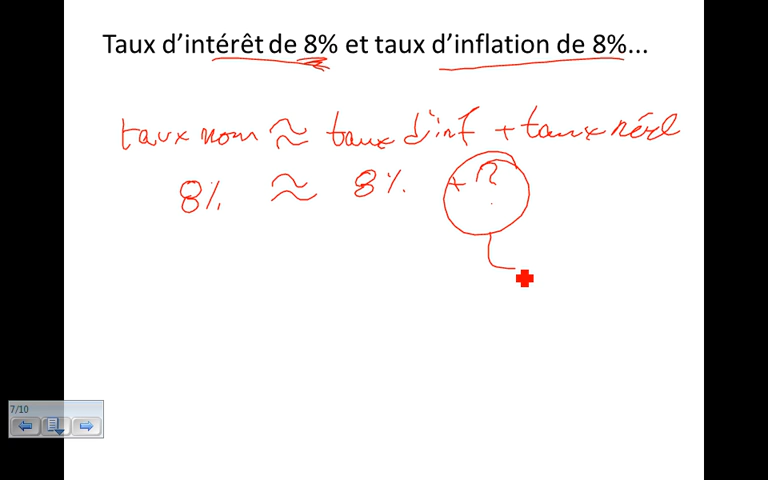 Taux d'intérêt de 8% et taux d'inflation de 8%...
taux nom ≈ taux d'inf + taux réel
8% ≈ 8% + ?
7/10